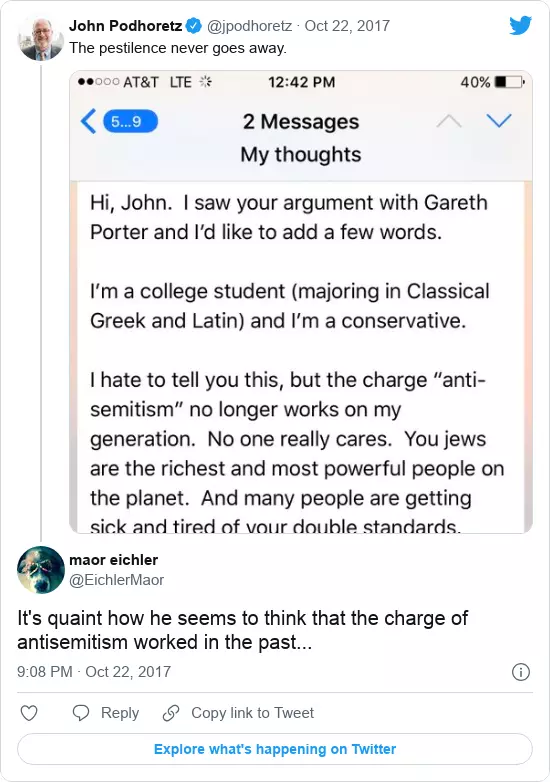 John Podhoretz @jpodhoretz · Oct 22, 2017
The pestilence never goes away.
AT&T LTE 12:42 PM 40%
5...9 2 Messages
My thoughts
Hi, John. I saw your argument with Gareth
Porter and I'd like to add a few words.
I'm a college student (majoring in Classical
Greek and Latin) and I'm a conservative.
I hate to tell you this, but the charge “anti-
semitism” no longer works on my
generation. No one really cares. You jews
are the richest and most powerful people on
the planet. And many people are getting
sick and tired of your double standards.
maor eichler
@EichlerMaor
It's quaint how he seems to think that the charge of
antisemitism worked in the past...
9:08 PM · Oct 22, 2017
Reply Copy link to Tweet
Explore what's happening on Twitter